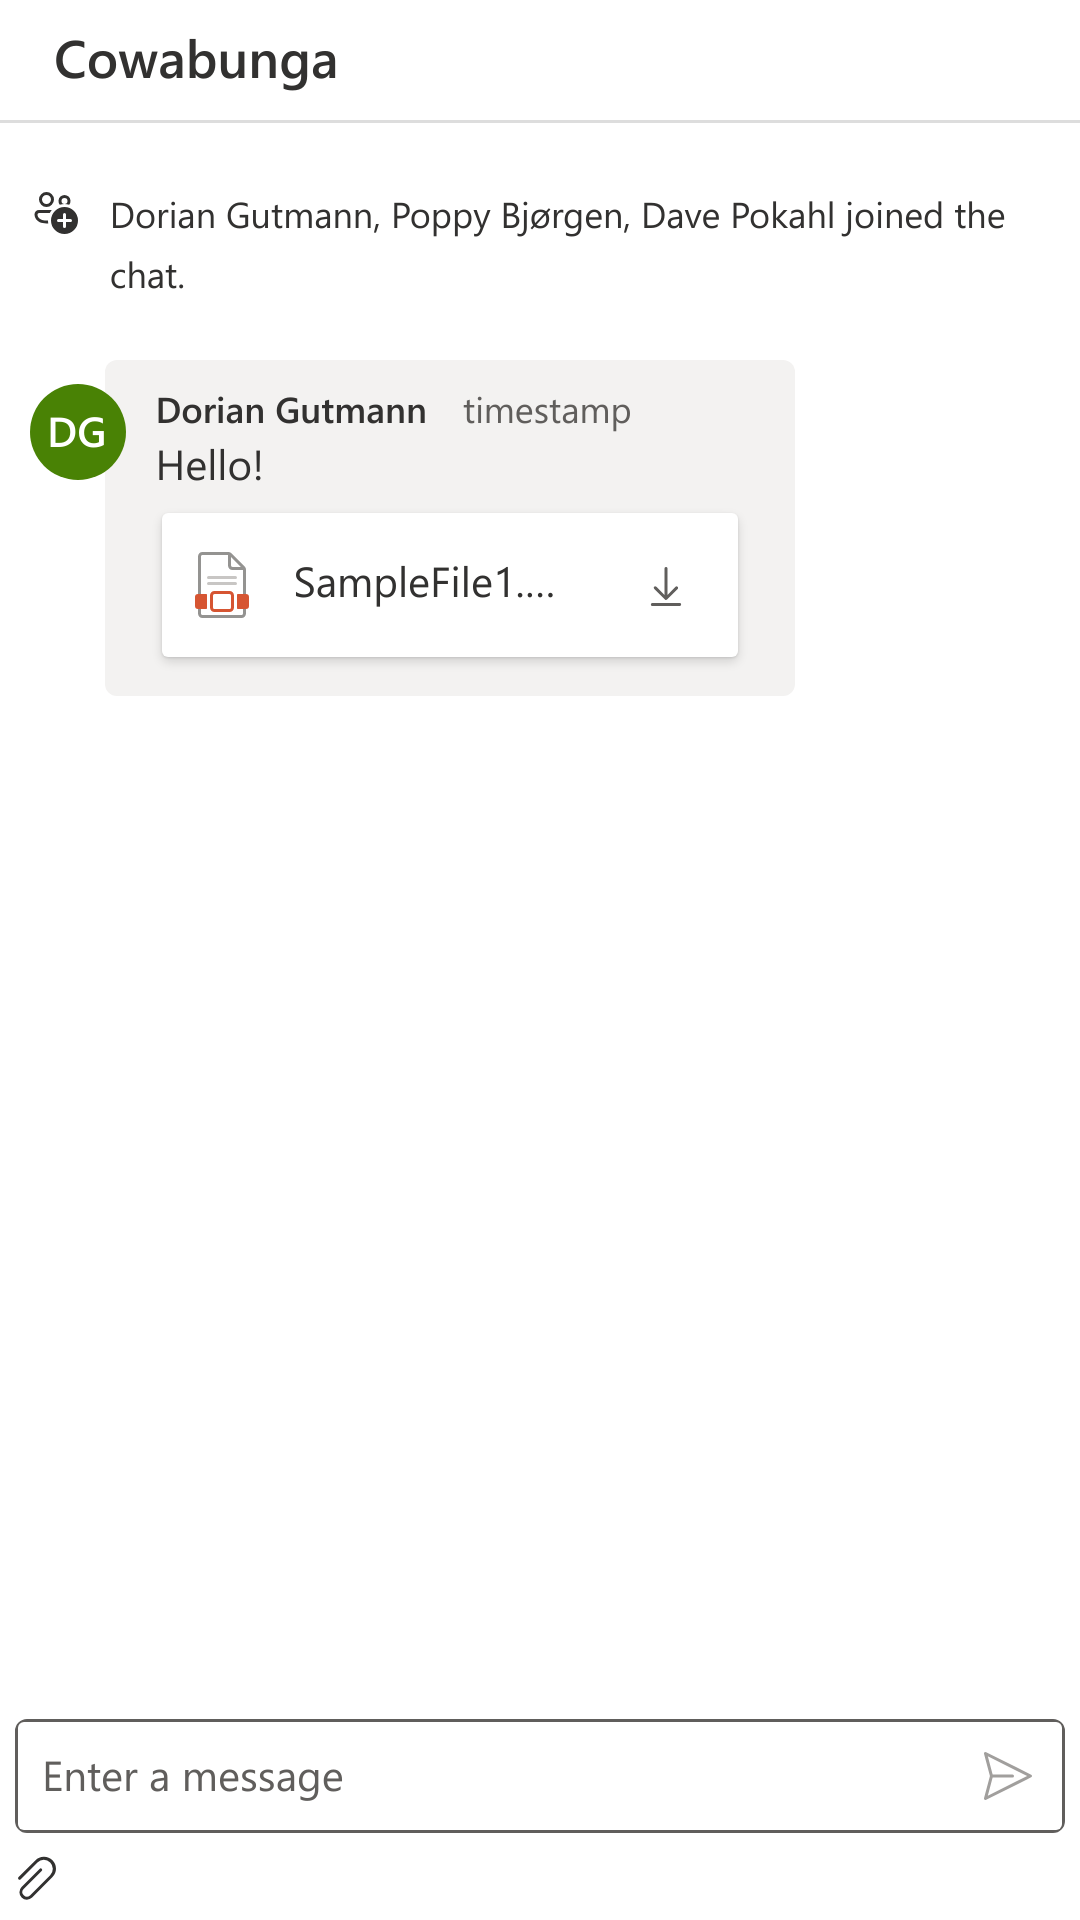 Cowabunga
Dorian Gutmann, Poppy Bjørgen, Dave Pokahl joined the
chat.
DG
Dorian Gutmann timestamp
Hello!
SampleFile1....
Enter a message